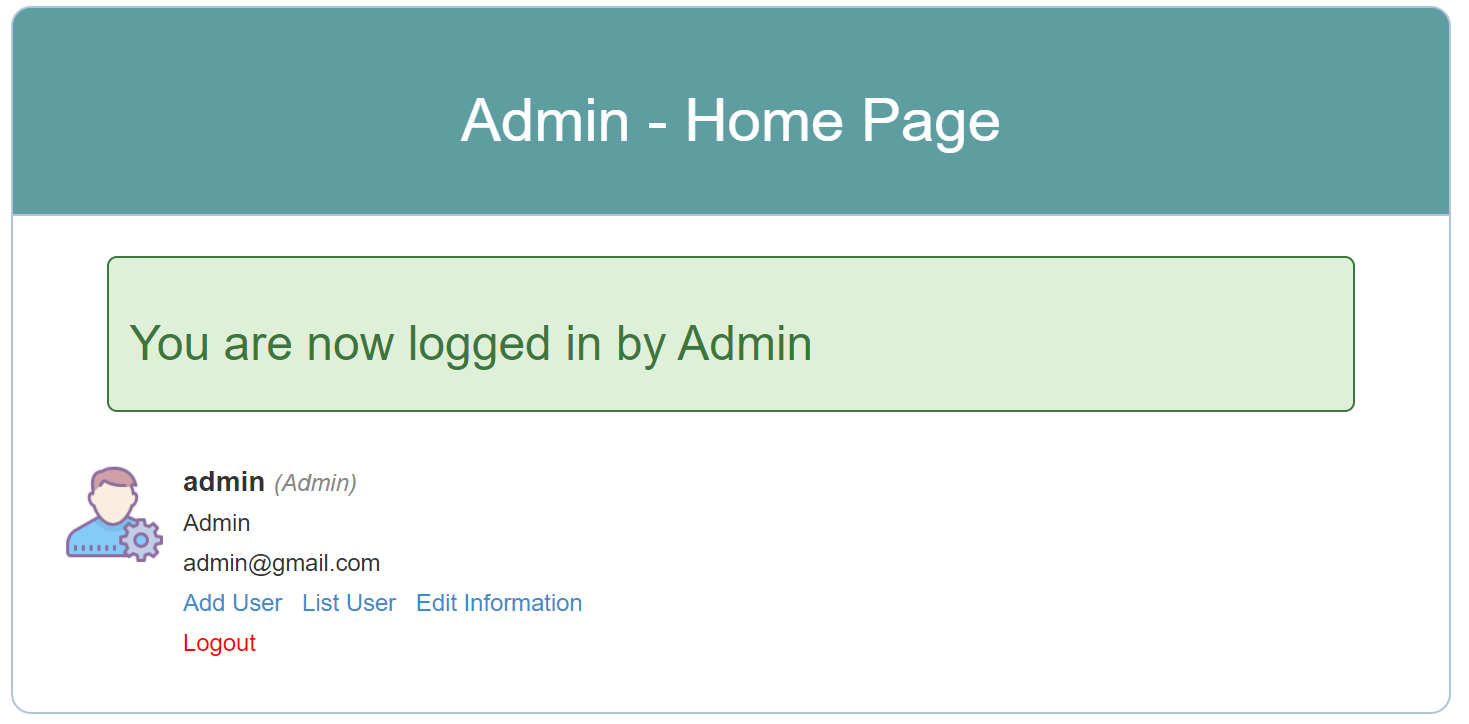 Admin - Home Page
You are now logged in by Admin
admin (Admin)
Admin
admin@gmail.com
Add User List User Edit Information
Logout